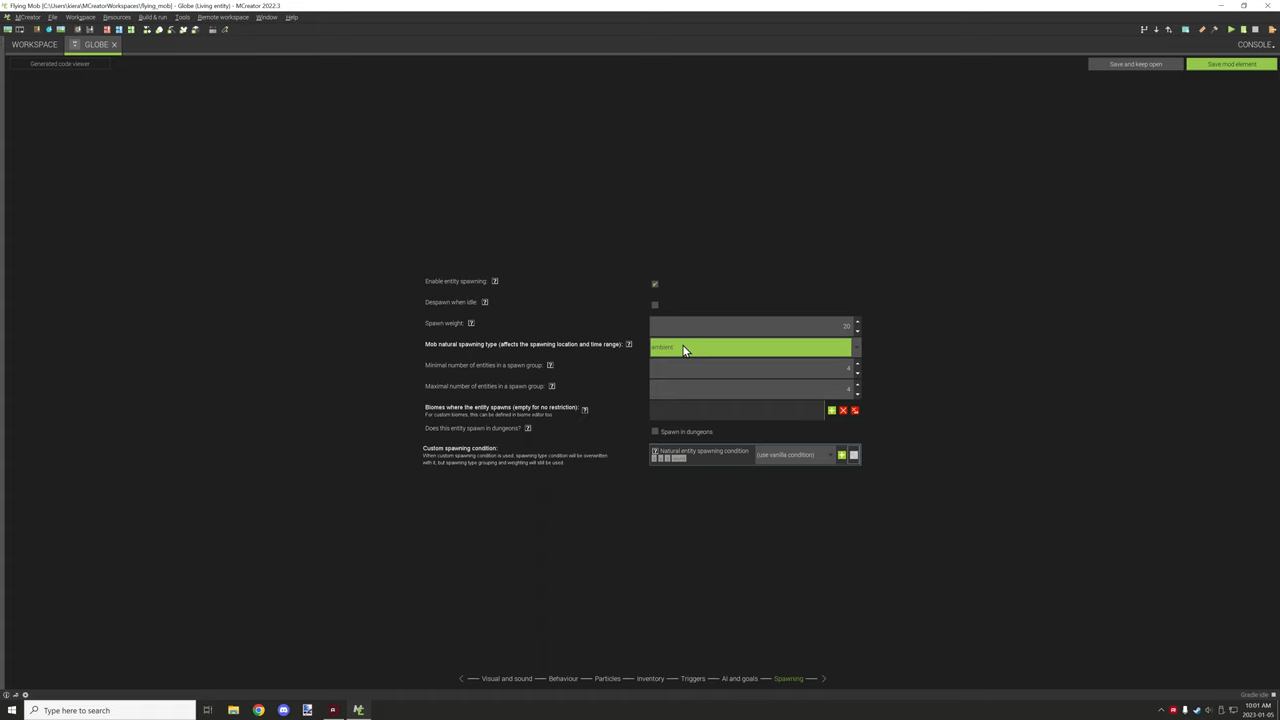 Flying Mob [C:\Users\kiera\MCreatorWorkspaces\flying_mob] - Globe (Living entity) - MCreator 2022.3
MCreator File Workspace Resources Build & run Tools Remote workspace Window Help
WORKSPACE GLOBE CONSOLE
Generated code viewer Save and keep open Save mod element
Enable entity spawning:
Despawn when idle:
Spawn weight: 20
Mob natural spawning type (affects the spawning location and time range): ambient
Minimal number of entities in a spawn group: 4
Maximal number of entities in a spawn group: 4
Biomes where the entity spawns (empty for no restriction):
For custom biomes, this can be defined in biome editor too
Does this entity spawn in dungeons? Spawn in dungeons
Custom spawning condition:
When custom spawning condition is used, spawning type condition will be overwritten
with it, but spawning type grouping and weighting will still be used.
Natural entity spawning condition (use vanilla condition)
Visual and sound Behaviour Particles Inventory Triggers AI and goals Spawning
Gradle idle
Type here to search
10:01 AM
2023-01-05